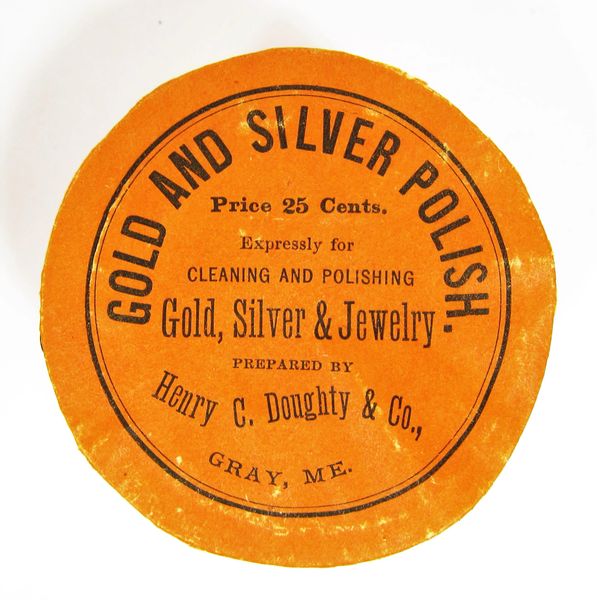 GOLD AND SILVER POLISH.
Price 25 Cents.
Expressly for
CLEANING AND POLISHING
Gold, Silver & Jewelry
PREPARED BY
Henry C. Doughty & Co.,
GRAY, ME.